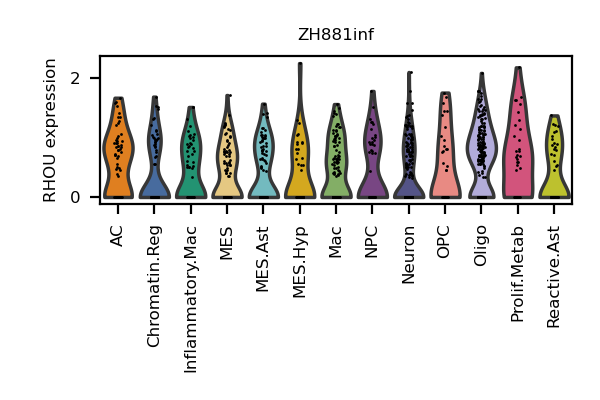 ZH881inf
RHOU expression
2
0
AC
Chromatin.Reg
Inflammatory.Mac
MES
MES.Ast
MES.Hyp
Mac
NPC
Neuron
OPC
Oligo
Prolif.Metab
Reactive.Ast